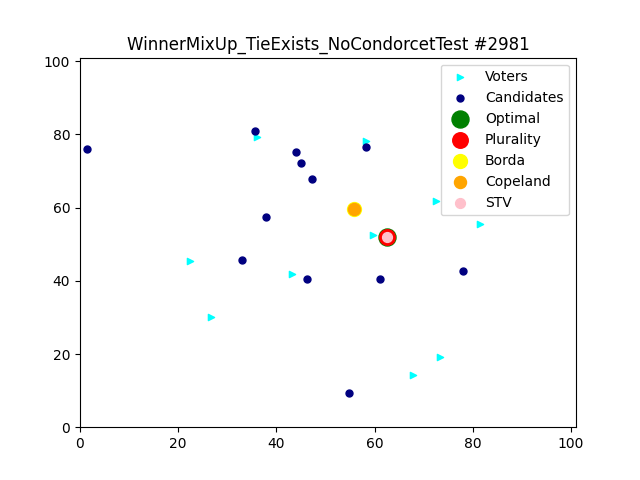 WinnerMixUp_TieExists_NoCondorcetTest #2981
100
80
60
40
20
0
0 20 40 60 80 100
Voters
Candidates
Optimal
Plurality
Borda
Copeland
STV